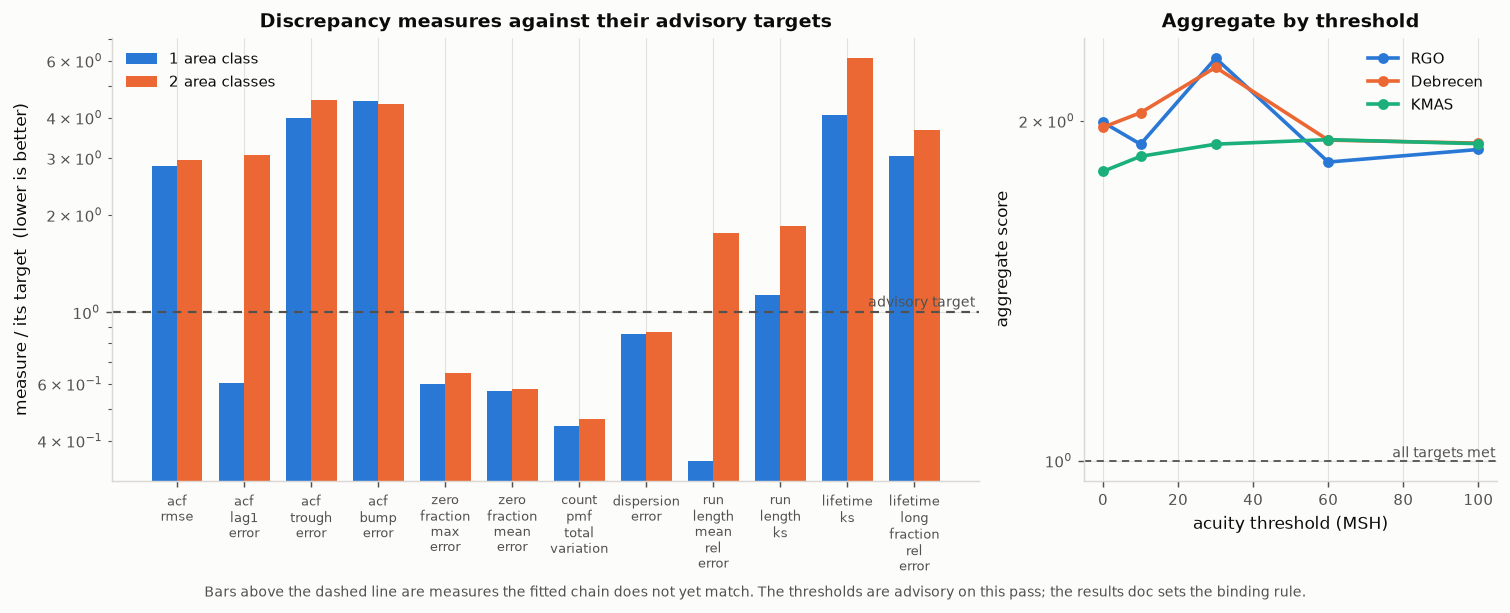 Discrepancy measures against their advisory targets
measure / its target  (lower is better)
6 × 10⁰
4 × 10⁰
3 × 10⁰
2 × 10⁰
10⁰
6 × 10⁻¹
4 × 10⁻¹
1 area class
2 area classes
advisory target
acf
rmse
acf
lag1
error
acf
trough
error
acf
bump
error
zero
fraction
max
error
zero
fraction
mean
error
count
pmf
total
variation
dispersion
error
run
length
mean
rel
error
run
length
ks
lifetime
ks
lifetime
long
fraction
rel
error
Aggregate by threshold
aggregate score
2 × 10⁰
10⁰
RGO
Debrecen
KMAS
all targets met
0 20 40 60 80 100
acuity threshold (MSH)
Bars above the dashed line are measures the fitted chain does not yet match. The thresholds are advisory on this pass; the results doc sets the binding rule.